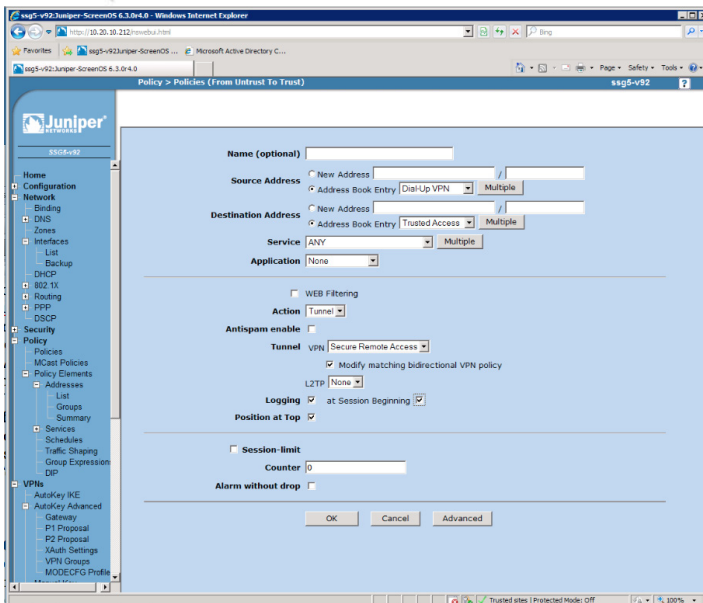 ssg5-v92:Juniper-ScreenOS 6.3.0r4.0 - Windows Internet Explorer
http://10.20.10.212/nswebui.html
Bing
Favorites ssg5-v92:Juniper-ScreenOS ... Microsoft Active Directory C...
ssg5-v92:Juniper-ScreenOS 6.3.0r4.0
Page Safety Tools
Policy > Policies (From Untrust To Trust)
ssg5-v92
?
Juniper
NETWORKS
SSG5-v92
Home
Configuration
Network
Binding
DNS
Zones
Interfaces
List
Backup
DHCP
802.1X
Routing
PPP
DSCP
Security
Policy
Policies
MCast Policies
Policy Elements
Addresses
List
Groups
Summary
Services
Schedules
Traffic Shaping
Group Expression
DIP
VPNs
AutoKey IKE
AutoKey Advanced
Gateway
P1 Proposal
P2 Proposal
XAuth Settings
VPN Groups
MODECFG Profile
Name (optional)
Source Address
New Address /
Address Book Entry Dial-Up VPN Multiple
Destination Address
New Address /
Address Book Entry Trusted Access Multiple
Service ANY Multiple
Application None
WEB Filtering
Action Tunnel
Antispam enable
Tunnel VPN Secure Remote Access
Modify matching bidirectional VPN policy
L2TP None
Logging at Session Beginning
Position at Top
Session-limit
Counter 0
Alarm without drop
OK Cancel Advanced
Trusted sites | Protected Mode: Off
100%